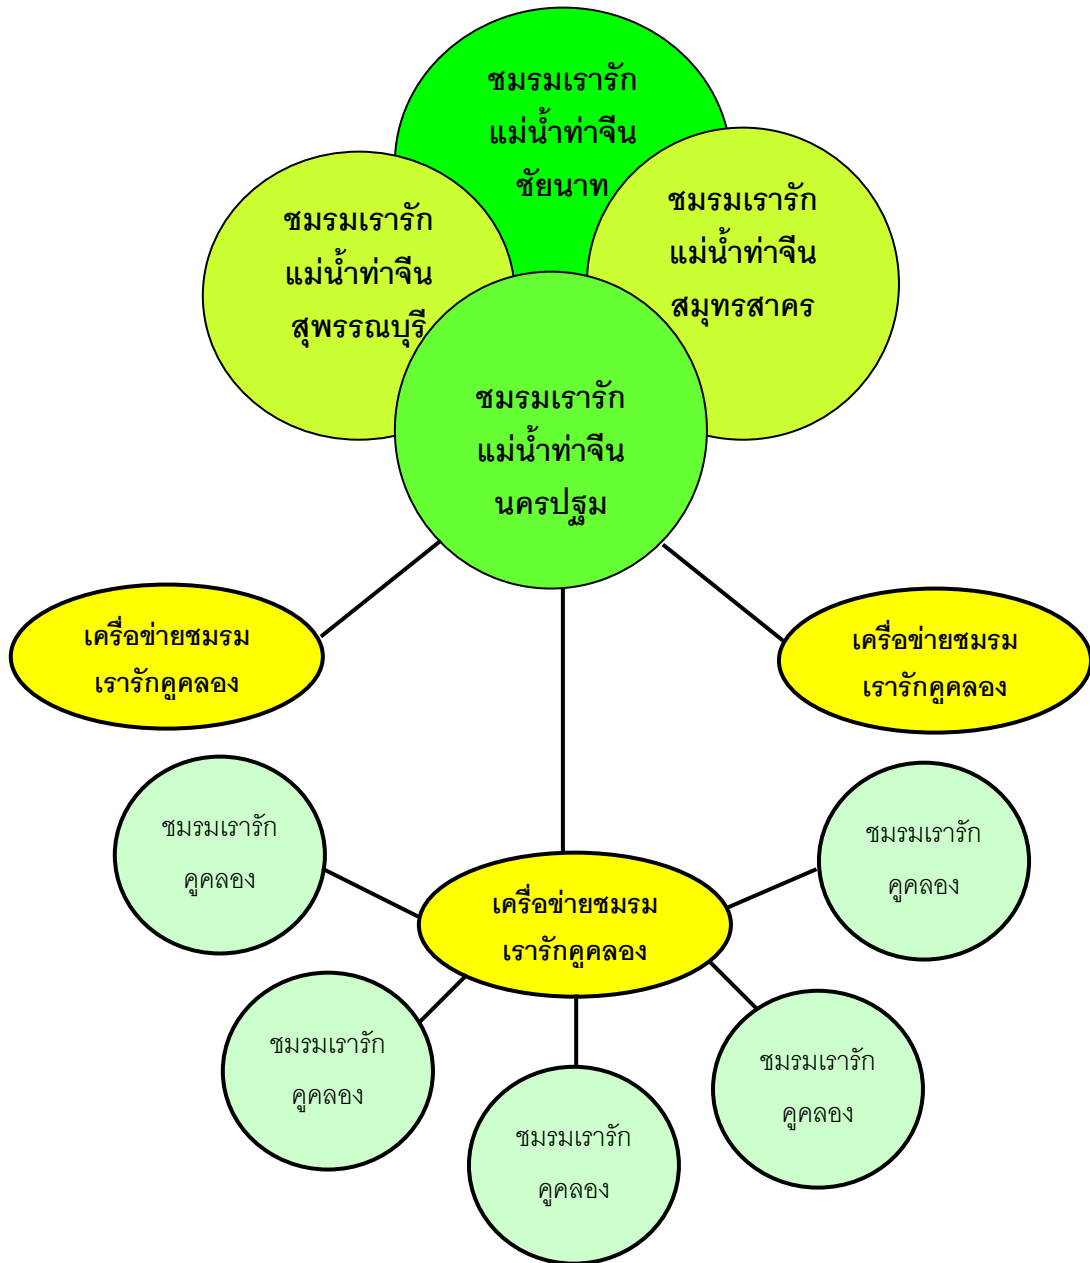 ชมรมเรารัก
แม่น้ำท่าจีน
ชัยนาท
ชมรมเรารัก
แม่น้ำท่าจีน
สุพรรณบุรี
ชมรมเรารัก
แม่น้ำท่าจีน
สมุทรสาคร
ชมรมเรารัก
แม่น้ำท่าจีน
นครปฐม
เครื่อข่ายชมรม
เรารักคูคลอง
เครื่อข่ายชมรม
เรารักคูคลอง
ชมรมเรารัก
คูคลอง
ชมรมเรารัก
คูคลอง
เครื่อข่ายชมรม
เรารักคูคลอง
ชมรมเรารัก
คูคลอง
ชมรมเรารัก
คูคลอง
ชมรมเรารัก
คูคลอง